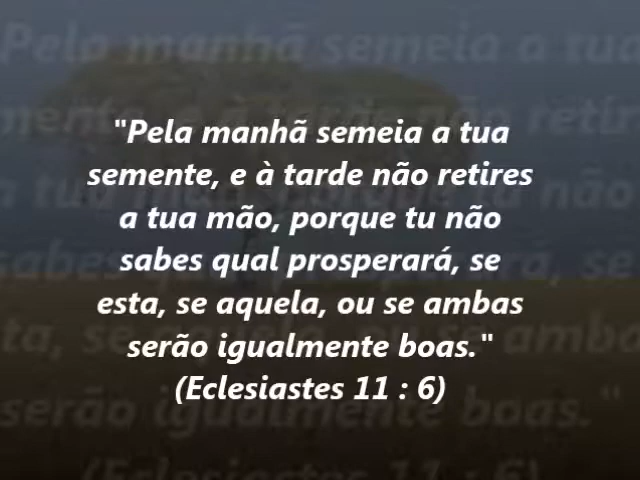 "Pela manhã semeia a tua
semente, e à tarde não retires
a tua mão, porque tu não
sabes qual prosperará, se
esta, se aquela, ou se ambas
serão igualmente boas."
(Eclesiastes 11 : 6)